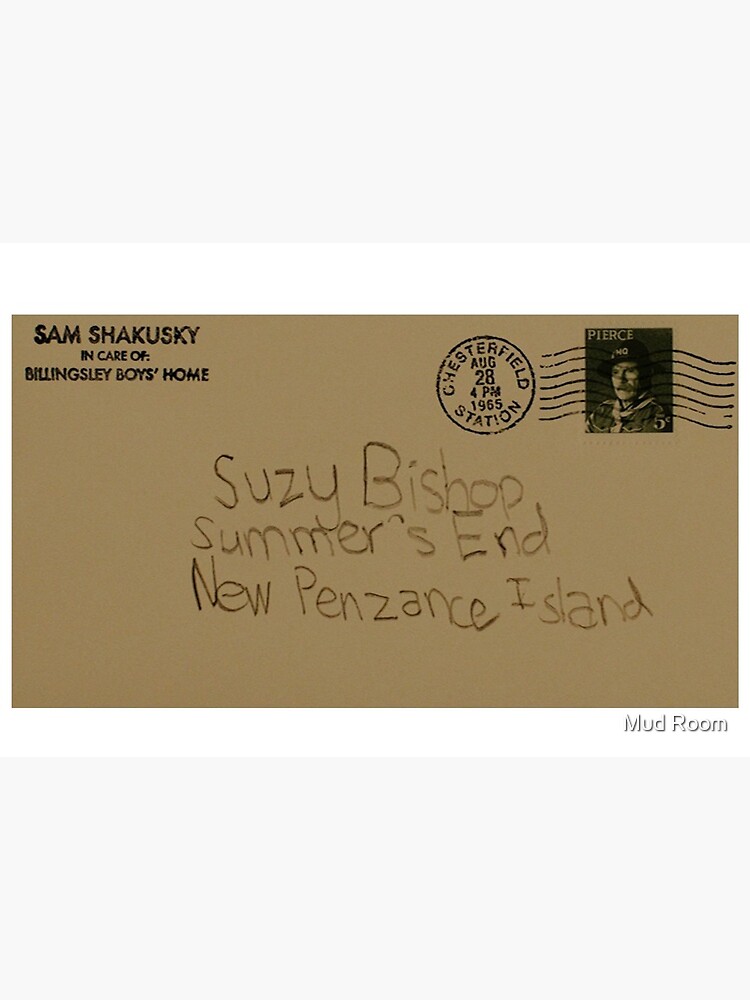 SAM SHAKUSKY
IN CARE OF:
BILLINGSLEY BOYS' HOME
CHESTERFIELD
AUG
28
4 PM
1965
STATION
PIERCE
5¢
Suzy Bishop
Summer's End
New Penzance Island
Mud Room